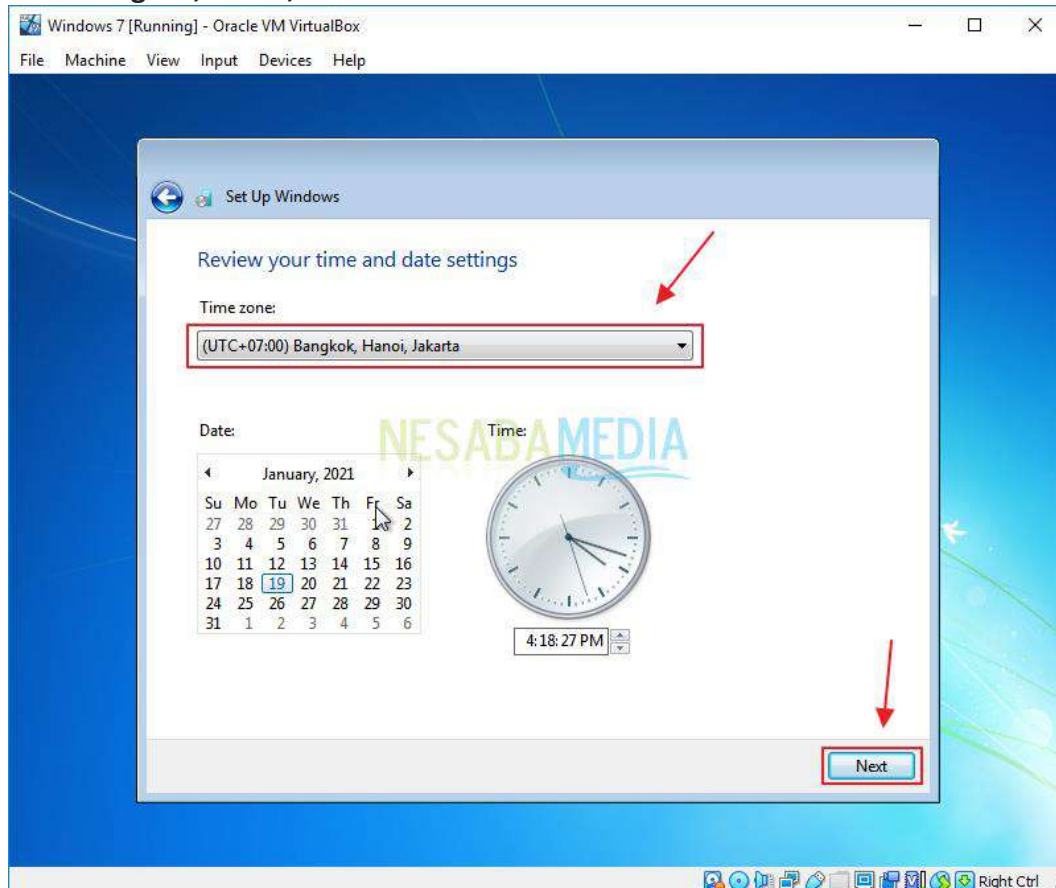 Windows 7 [Running] - Oracle VM VirtualBox
File Machine View Input Devices Help
Set Up Windows
Review your time and date settings
Time zone:
(UTC+07:00) Bangkok, Hanoi, Jakarta
NESABAMEDIA
Date:
Time:
January, 2021
Su Mo Tu We Th Fr Sa
27 28 29 30 31 1 2
3 4 5 6 7 8 9
10 11 12 13 14 15 16
17 18 19 20 21 22 23
24 25 26 27 28 29 30
31 1 2 3 4 5 6
4:18:27 PM
Next
Right Ctrl